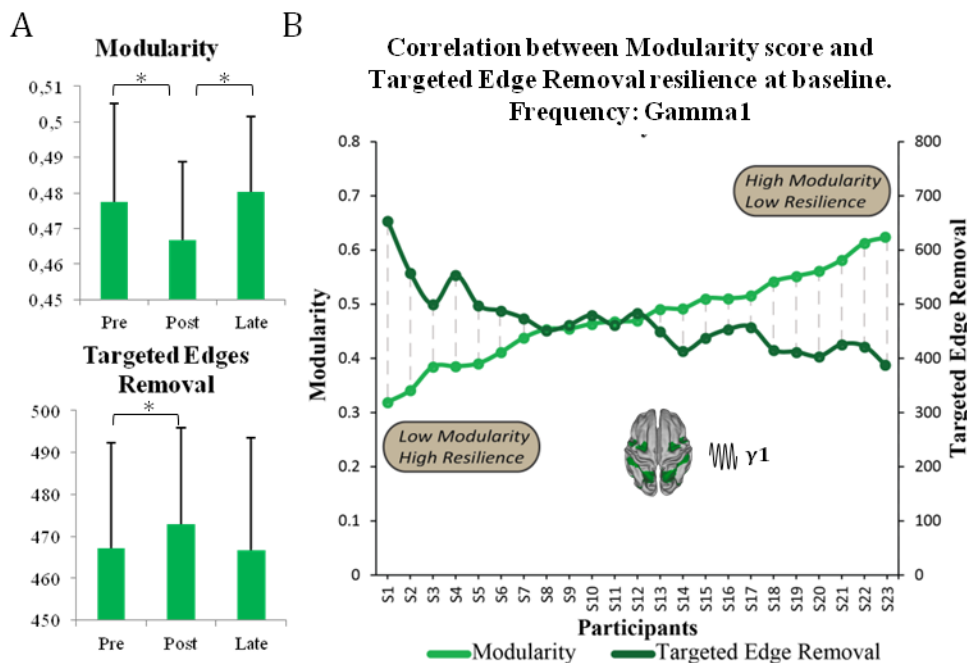 A
Modularity
*
*
0,51
0,5
0,49
0,48
0,47
0,46
0,45
Pre
Post
Late
Targeted Edges
Removal
*
500
490
480
470
460
450
Pre
Post
Late
B
Correlation between Modularity score and
Targeted Edge Removal resilience at baseline.
Frequency: Gamma1
Modularity
0.8
0.7
0.6
0.5
0.4
0.3
0.2
0.1
0
High Modularity
Low Resilience
Low Modularity
High Resilience
γ1
800
700
600
500
400
300
200
100
0
Targeted Edge Removal
S1
S2
S3
S4
S5
S6
S7
S8
S9
S10
S11
S12
S13
S14
S15
S16
S17
S18
S19
S20
S21
S22
S23
Participants
Modularity
Targeted Edge Removal